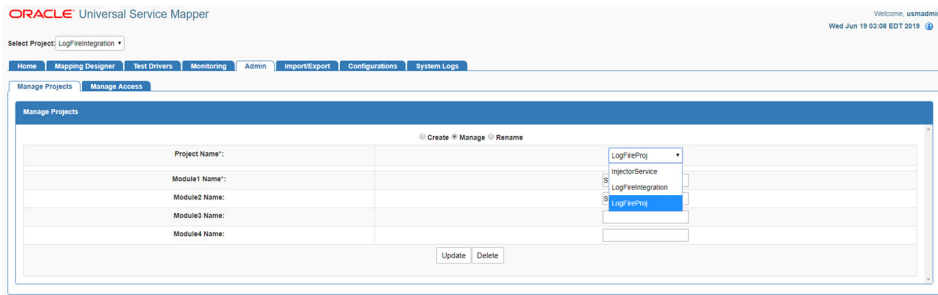 ORACLE' Universal Service Mapper
Welcome, usmadmin
Wed Jun 19 03:08 EDT 2019
Select Project: LogFireIntegration
Home Mapping Designer Test Drivers Monitoring Admin Import/Export Configurations System Logs
Manage Projects Manage Access
Manage Projects
Create Manage Rename
Project Name*: LogFireProj
InjectorService
Module1 Name*: S
LogFireIntegration
Module2 Name: S
LogFireProj
Module3 Name:
Module4 Name:
Update Delete